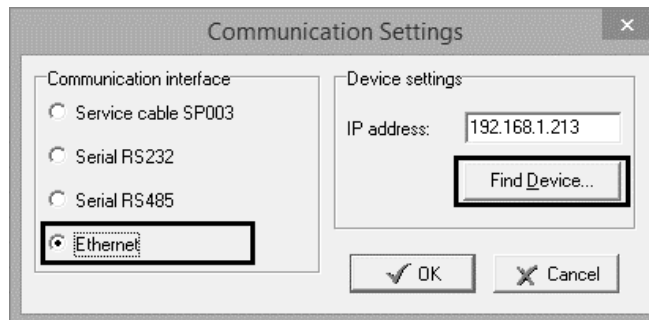 Communication Settings
Communication interface
Service cable SP003
Serial RS232
Serial RS485
Ethernet
Device settings
IP address: 192.168.1.213
Find Device...
OK
Cancel